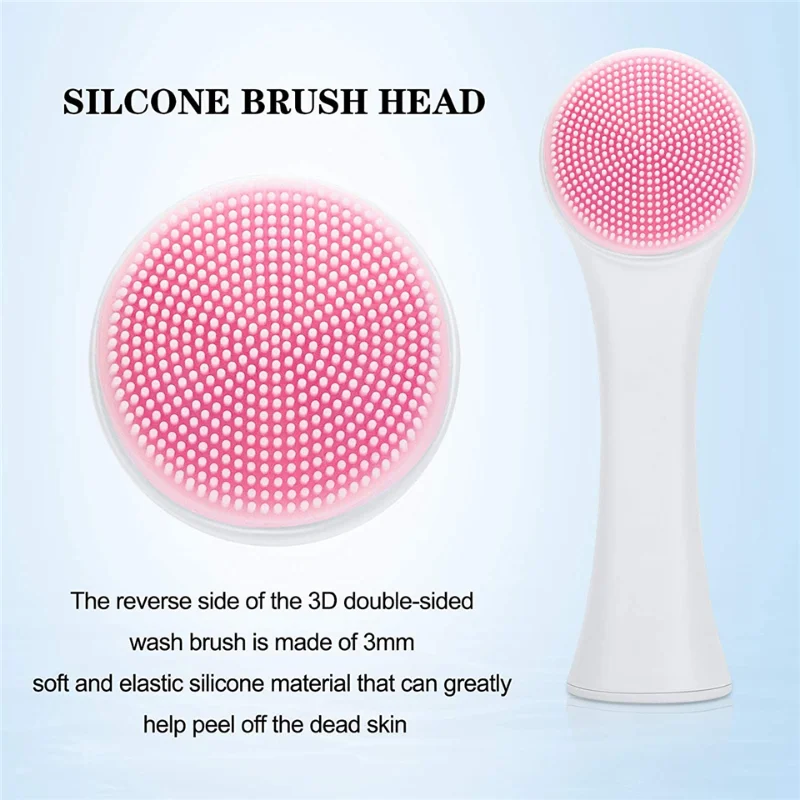 SILCONE BRUSH HEAD
The reverse side of the 3D double-sided
wash brush is made of 3mm
soft and elastic silicone material that can greatly
help peel off the dead skin